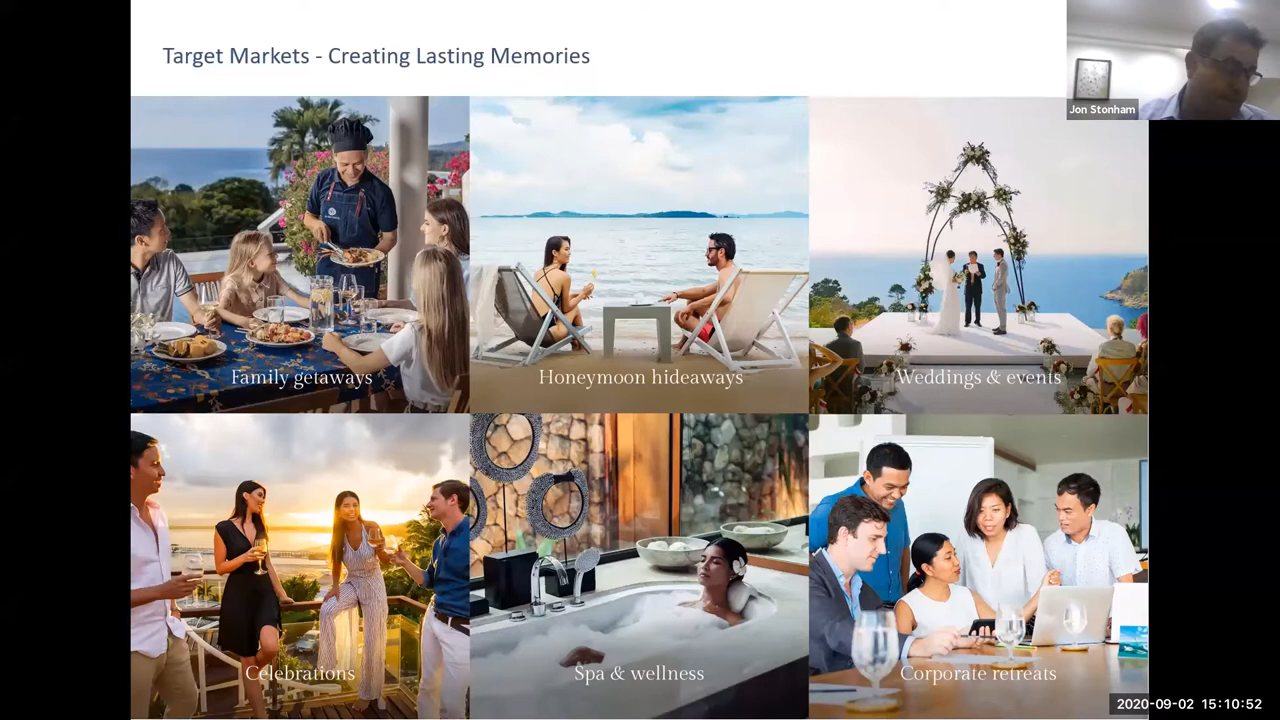 Target Markets - Creating Lasting Memories
Jon Stonham
Family getaways
Honeymoon hideaways
Weddings & events
Celebrations
Spa & wellness
Corporate retreats
2020-09-02 15:10:52